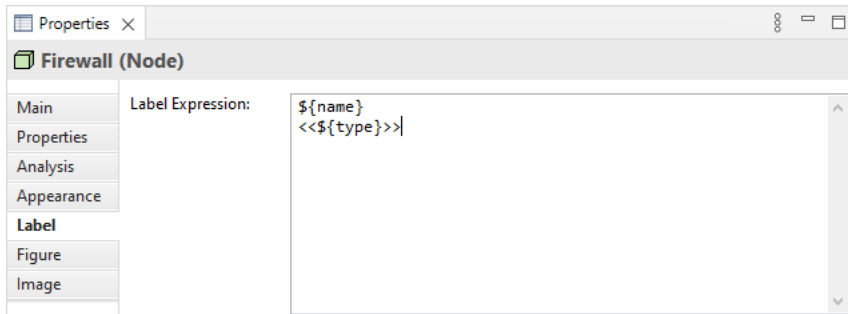 Properties
Firewall (Node)
Main
Properties
Analysis
Appearance
Label
Figure
Image
Label Expression:
${name}
<<${type}>>